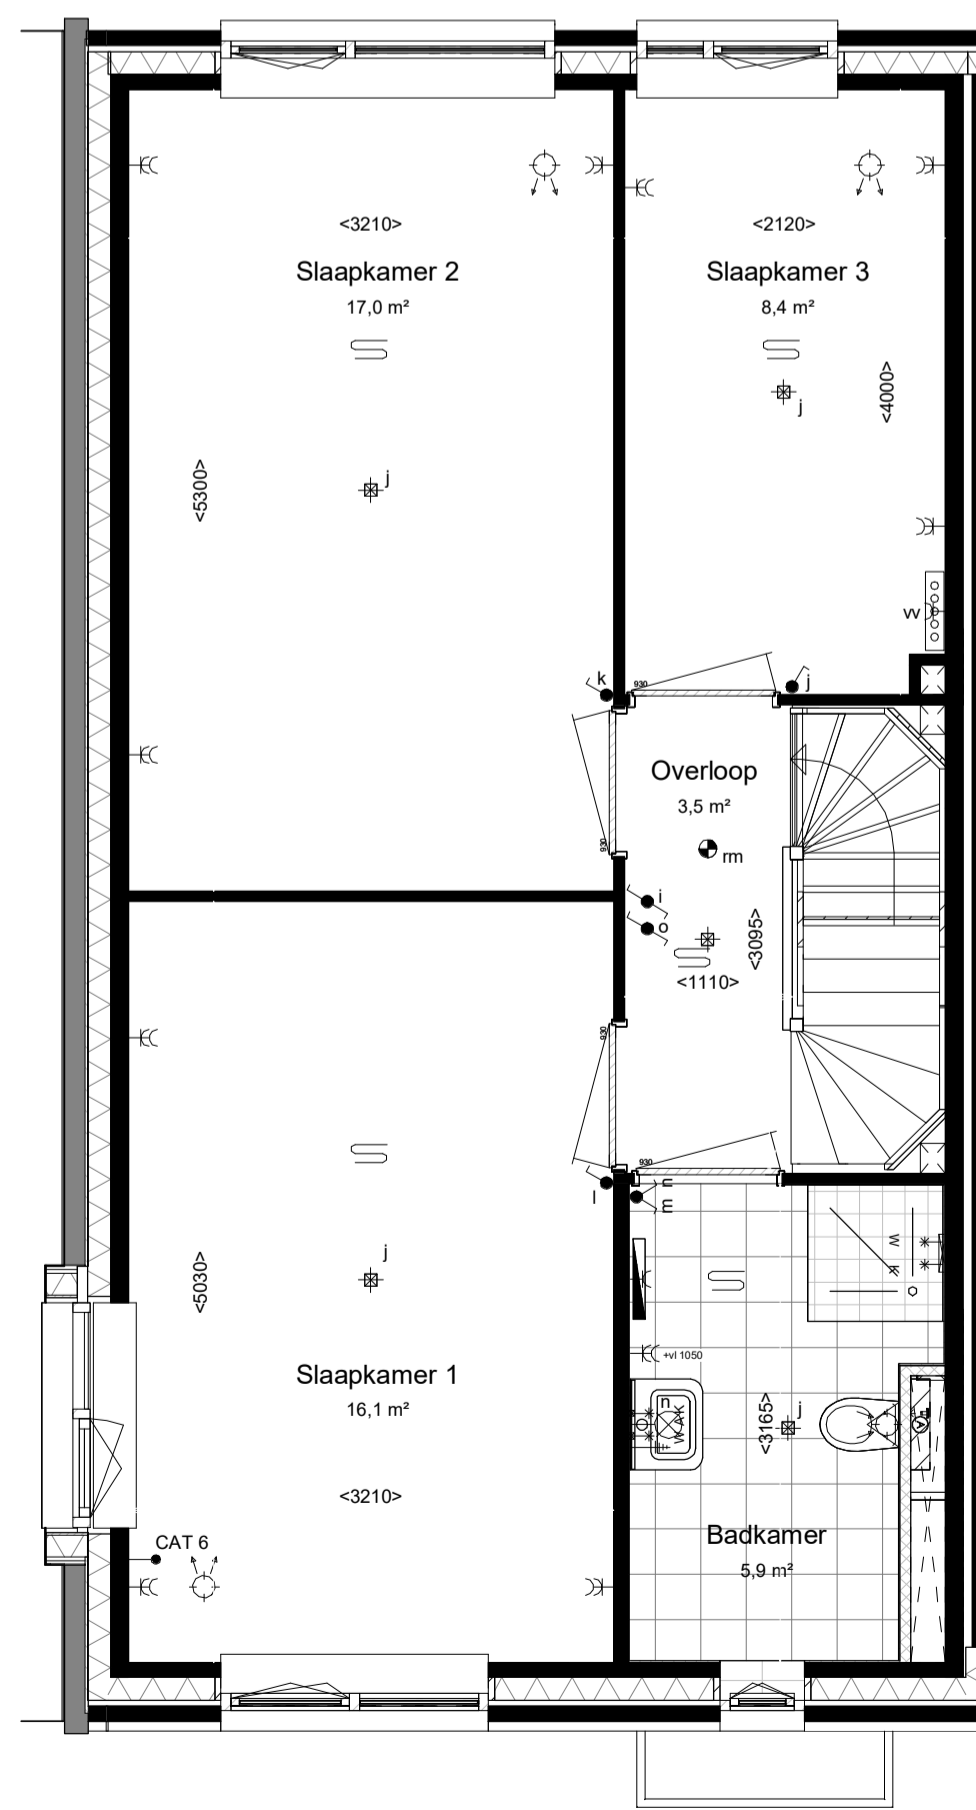 <3210>
Slaapkamer 2
17,0 m²
<5300>
j
k
930
<2120>
Slaapkamer 3
8,4 m²
<4000>
j
vv
j
930
Overloop
3,5 m²
rm
i
o
<3095>
<1110>
930
930
l
n
m
j
<5030>
Slaapkamer 1
16,1 m²
<3210>
CAT 6
W
+vl 1050
n
WAK
<3165>
j
A
Badkamer
5,9 m²